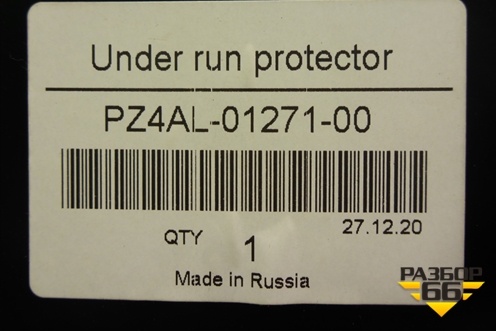 Under run protector
PZ4AL-01271-00
27.12.20
QTY 1
Made in Russia
РАЗБОР
66